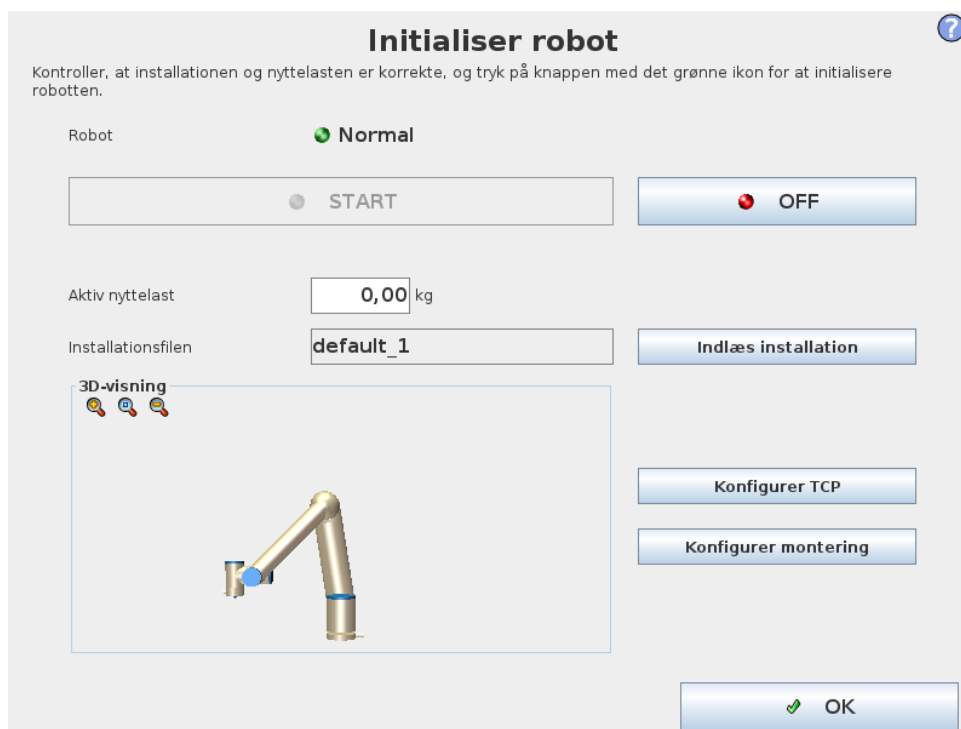 Initialiser robot
?
Kontroller, at installationen og nyttelasten er korrekte, og tryk på knappen med det grønne ikon for at initialisere
robotten.
Robot
Normal
START
OFF
Aktiv nyttelast
0,00 kg
Installationsfilen
default_1
Indlæs installation
3D-visning
Konfigurer TCP
Konfigurer montering
OK